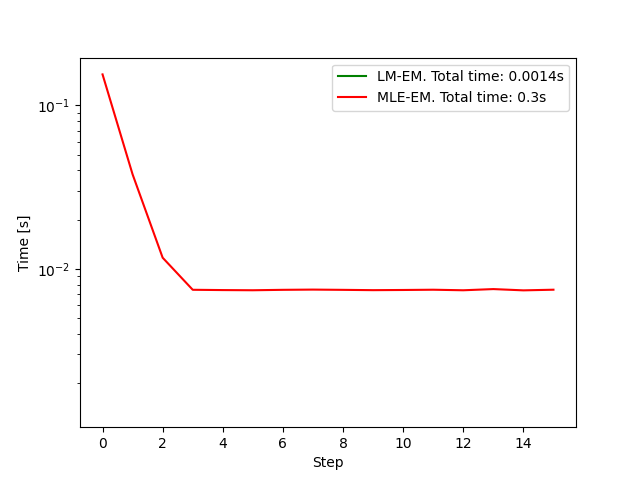 LM-EM. Total time: 0.0014s
MLE-EM. Total time: 0.3s
10⁻¹
10⁻²
Time [s]
0 2 4 6 8 10 12 14
Step